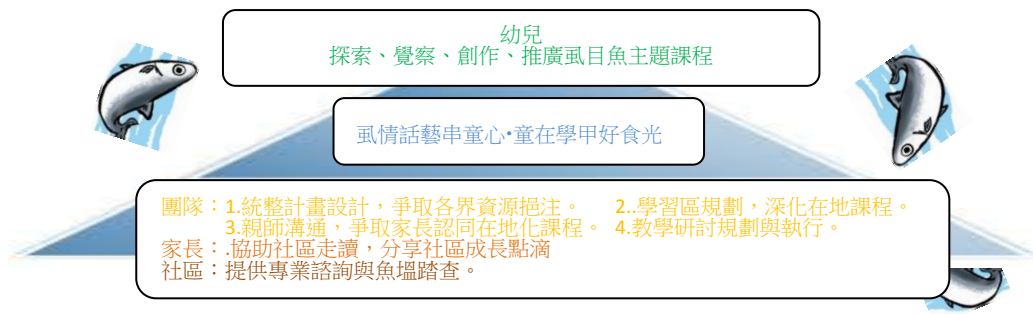 幼兒
探索、覺察、創作、推廣虱目魚主題課程
虱情話藝串童心•童在學甲好食光
團隊：1.統整計畫設計，爭取各界資源挹注。 2..學習區規劃，深化在地課程。
3.親師溝通，爭取家長認同在地化課程。 4.教學研討規劃與執行。
家長：.協助社區走讀，分享社區成長點滴
社區：提供專業諮詢與魚塭踏查。